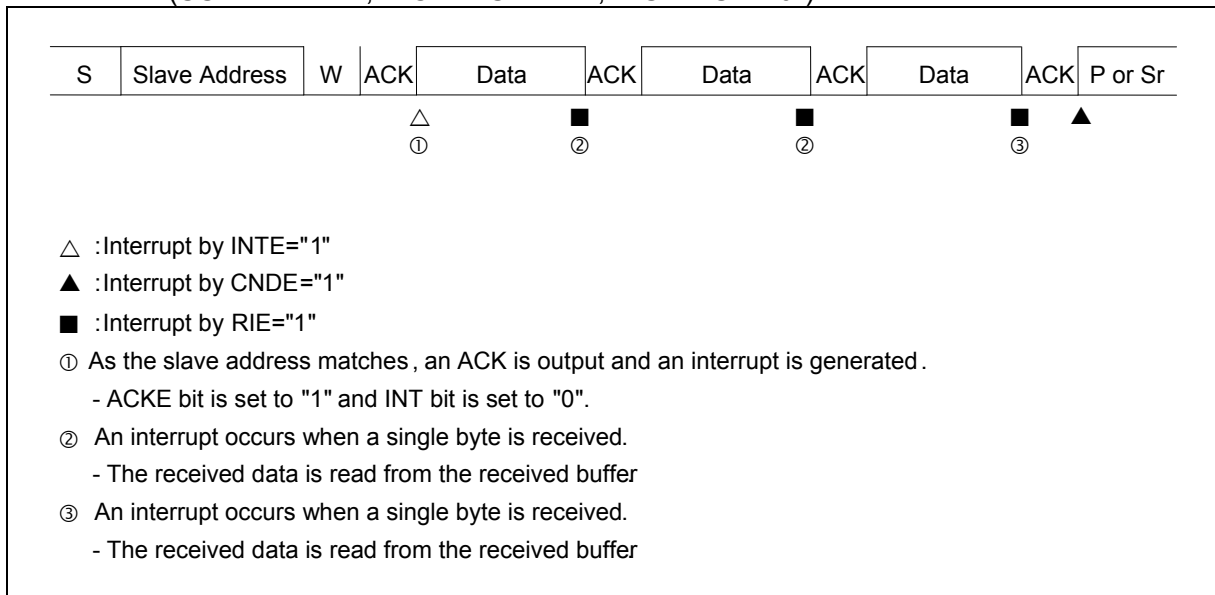 S Slave Address W ACK Data ACK Data ACK Data ACK P or Sr
△ ■ ■ ■ ▲
① ② ② ③
△ :Interrupt by INTE="1"
▲ :Interrupt by CNDE="1"
■ :Interrupt by RIE="1"
① As the slave address matches, an ACK is output and an interrupt is generated.
- ACKE bit is set to "1" and INT bit is set to "0".
② An interrupt occurs when a single byte is received.
- The received data is read from the received buffer.
③ An interrupt occurs when a single byte is received.
- The received data is read from the received buffer.